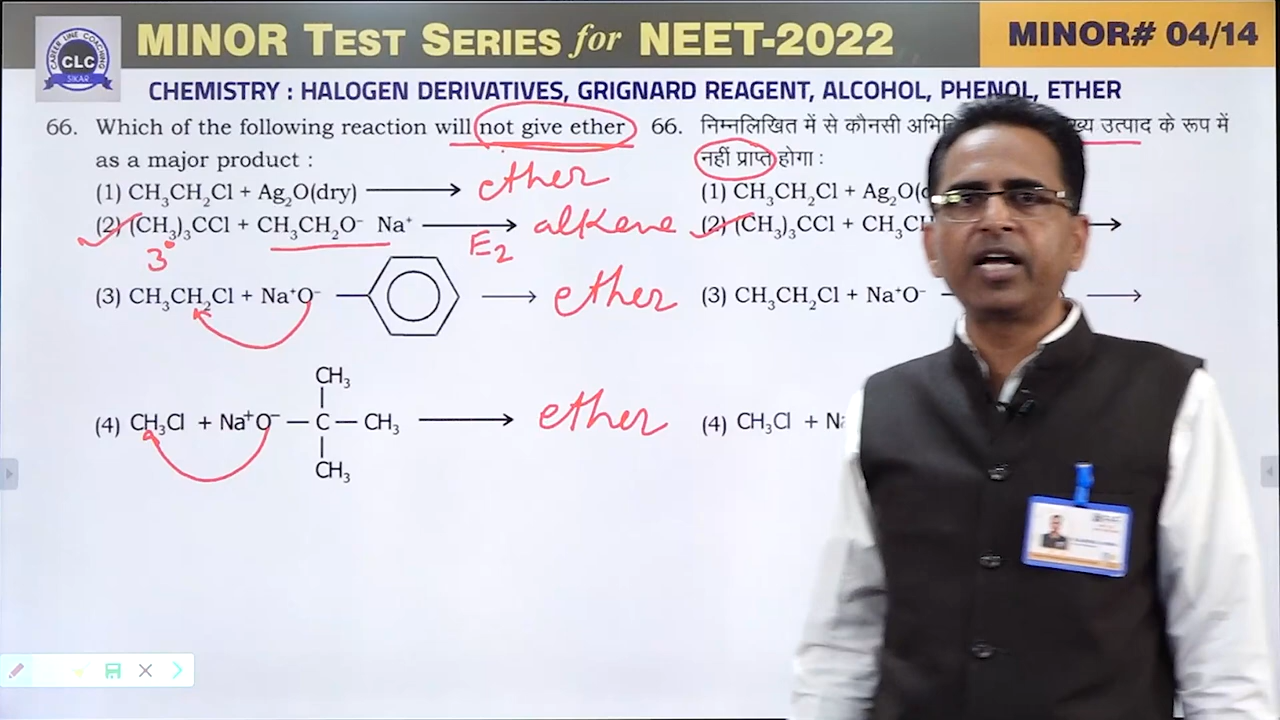 CAREER LINE COACHING
CLC
SIKAR
MINOR TEST SERIES for NEET-2022
MINOR# 04/14
CHEMISTRY : HALOGEN DERIVATIVES, GRIGNARD REAGENT, ALCOHOL, PHENOL, ETHER
66. Which of the following reaction will not give ether
as a major product :
(1) CH₃CH₂Cl + Ag₂O(dry) ⟶ ether
(2) (CH₃)₃CCl + CH₃CH₂O⁻ Na⁺ ⟶ alkene
3° E₂
(3) CH₃CH₂Cl + Na⁺O⁻ — ⟶ ether
CH₃
(4) CH₃Cl + Na⁺O⁻ — C — CH₃ ⟶ ether
CH₃
66. निम्नलिखित में से कौनसी उत्पाद के रूप में
नहीं प्राप्त होगा :
(1) CH₃CH₂Cl + Ag₂O
(2) (CH₃)₃CCl + ⟶
(3) CH₃CH₂Cl + Na⁺O⁻ ⟶
(4) CH₃Cl +